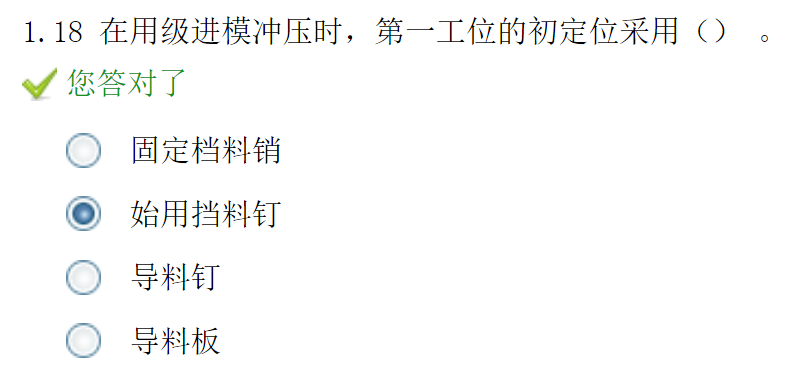 1.18 在用级进模冲压时，第一工位的初定位采用（） 。
您答对了
固定档料销
始用挡料钉
导料钉
导料板